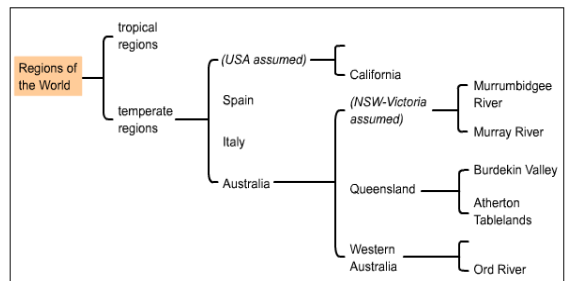 Regions of
the World
tropical
regions
temperate
regions
(USA assumed)
Spain
Italy
Australia
California
(NSW-Victoria
assumed)
Queensland
Western
Australia
Murrumbidgee
River
Murray River
Burdekin Valley
Atherton
Tablelands
Ord River